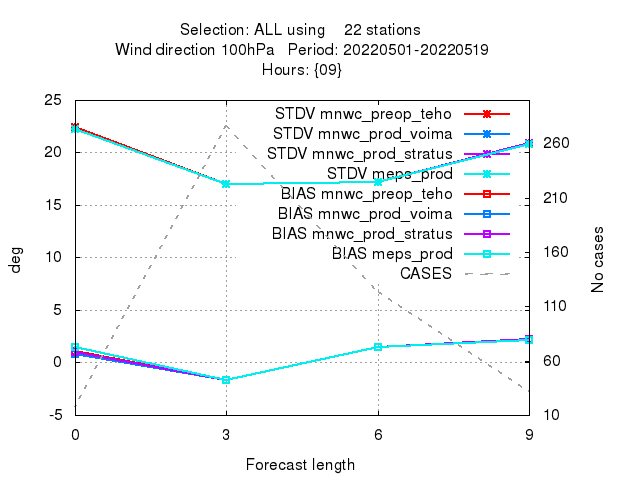 Selection: ALL using    22 stations
Wind direction 100hPa   Period: 20220501-20220519
Hours: {09}
STDV mnwc_preop_teho
STDV mnwc_prod_voima
STDV mnwc_prod_stratus
STDV meps_prod
BIAS mnwc_preop_teho
BIAS mnwc_prod_voima
BIAS mnwc_prod_stratus
BIAS meps_prod
CASES
25
20
15
10
5
0
-5
deg
260
210
160
110
60
10
No cases
0 3 6 9
Forecast length